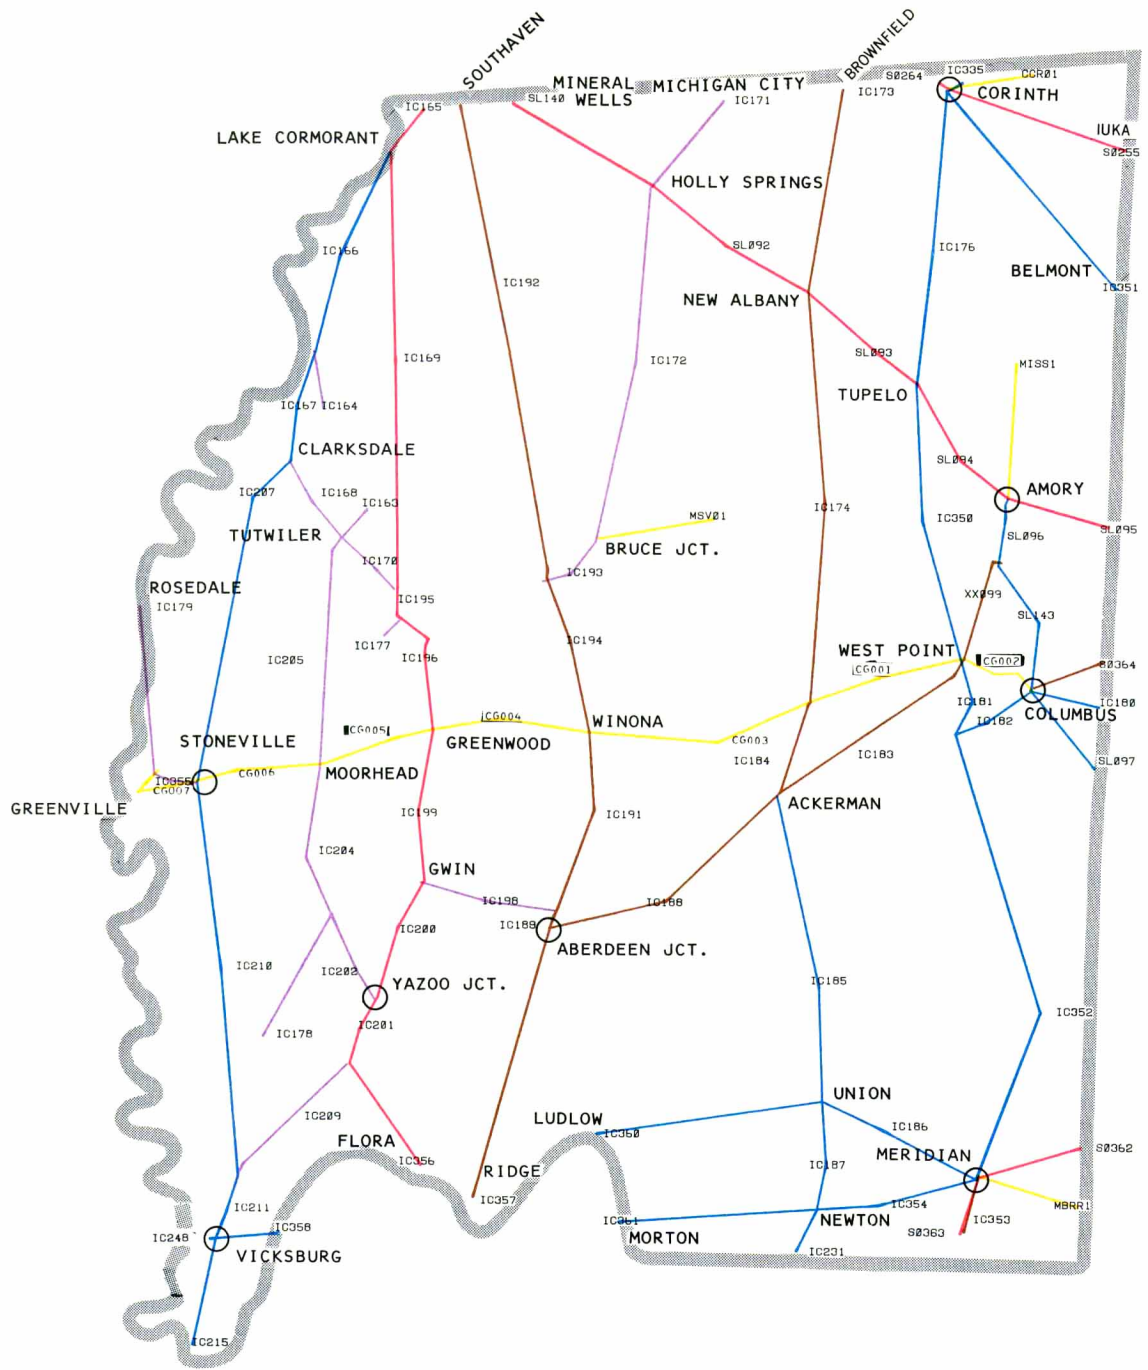 SOUTHAVEN
BROWNFIELD
MINERAL
WELLS
MICHIGAN CITY
S0264
IC335
CCR01
CORINTH
IC165
SL140
IC171
IC173
IUKA
S0255
LAKE CORMORANT
HOLLY SPRINGS
IC166
SL092
IC176
BELMONT
IC351
IC192
NEW ALBANY
IC169
IC172
SL093
MISS1
TUPELO
IC167
IC164
CLARKSDALE
SL094
AMORY
IC207
IC168
IC163
IC174
MSV01
IC350
SL095
TUTWILER
SL096
BRUCE JCT.
IC170
IC193
ROSEDALE
IC179
IC195
XX099
SL143
IC177
IC194
IC196
WEST POINT
IC205
CG001
CG002
S0364
IC181
IC180
COLUMBUS
CG004
WINONA
IC182
STONEVILLE
CG005
GREENWOOD
CG003
IC183
IC184
SL097
IC355
CG006
MOORHEAD
CG007
GREENVILLE
ACKERMAN
IC199
IC191
IC204
GWIN
IC198
IC188
IC200
IC189
ABERDEEN JCT.
IC210
IC202
YAZOO JCT.
IC185
IC178
IC201
IC352
UNION
IC209
LUDLOW
IC360
IC186
FLORA
IC356
MERIDIAN
S0362
RIDGE
IC187
IC357
IC211
IC354
MBRR1
IC358
IC361
NEWTON
IC353
IC248
MORTON
S0363
VICKSBURG
IC231
IC215